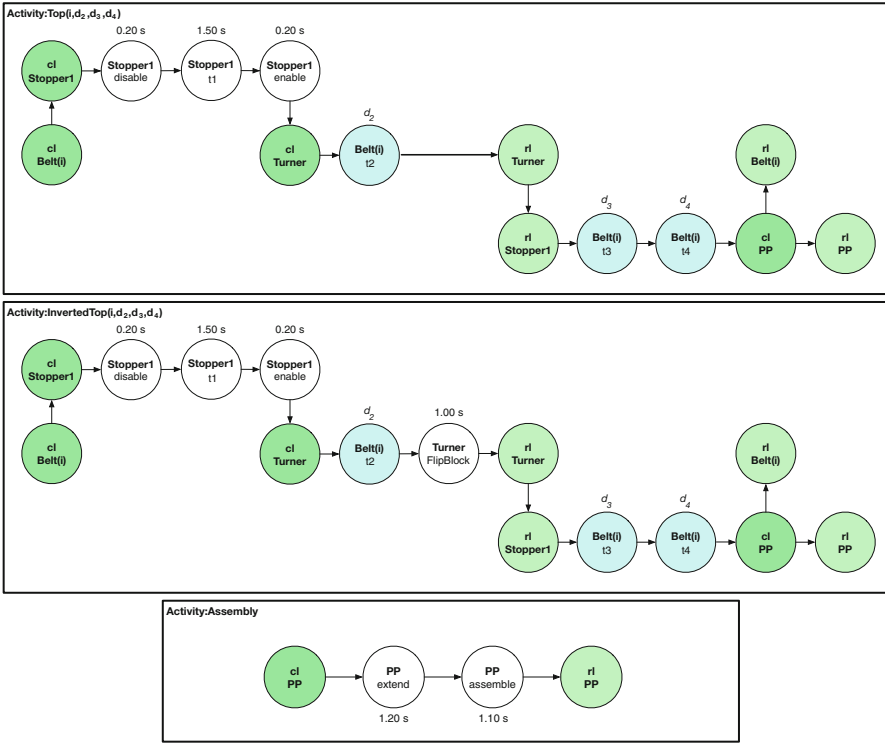 Activity:Top(i,d2,d3,d4)
0.20 s
1.50 s
0.20 s
cl
Stopper1
Stopper1
disable
Stopper1
t1
Stopper1
enable
d2
cl
Belt(i)
cl
Turner
Belt(i)
t2
rl
Turner
rl
Belt(i)
d3
d4
rl
Stopper1
Belt(i)
t3
Belt(i)
t4
cl
PP
rl
PP
Activity:InvertedTop(i,d2,d3,d4)
0.20 s
1.50 s
0.20 s
cl
Stopper1
Stopper1
disable
Stopper1
t1
Stopper1
enable
d2
1.00 s
cl
Belt(i)
cl
Turner
Belt(i)
t2
Turner
FlipBlock
rl
Turner
rl
Belt(i)
d3
d4
rl
Stopper1
Belt(i)
t3
Belt(i)
t4
cl
PP
rl
PP
Activity:Assembly
cl
PP
PP
extend
PP
assemble
rl
PP
1.20 s
1.10 s